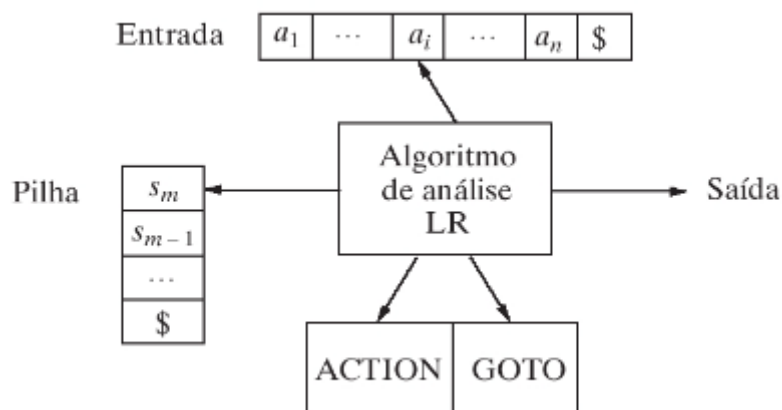 Entrada a1 ... ai ... an $
Algoritmo
de análise
LR
Pilha
sm
sm – 1
...
$
Saída
ACTION GOTO